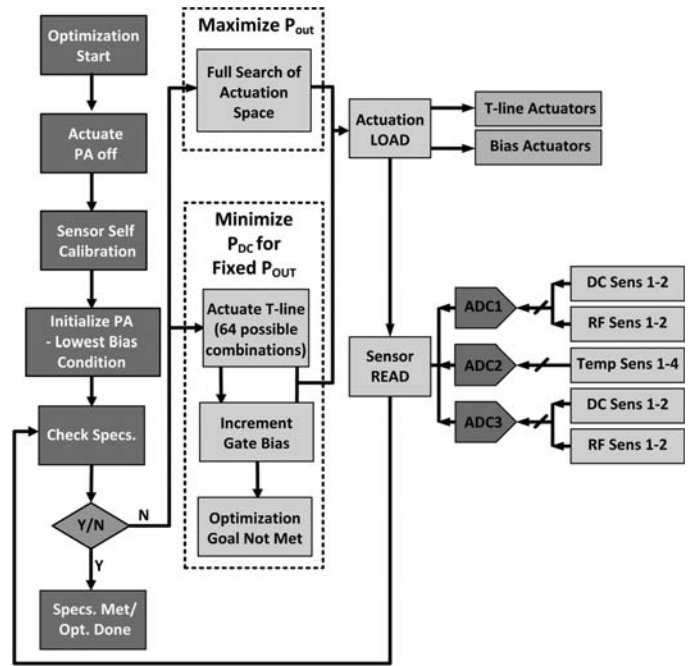 Optimization
Start
Actuate
PA off
Sensor Self
Calibration
Initialize PA
- Lowest Bias
Condition
Check Specs.
Y/N
N
Y
Specs. Met/
Opt. Done
Maximize Pout
Full Search of
Actuation
Space
Minimize
PDC for
Fixed POUT
Actuate T-line
(64 possible
combinations)
Increment
Gate Bias
Optimization
Goal Not Met
Actuation
LOAD
T-line Actuators
Bias Actuators
Sensor
READ
ADC1
ADC2
ADC3
DC Sens 1-2
RF Sens 1-2
Temp Sens 1-4
DC Sens 1-2
RF Sens 1-2